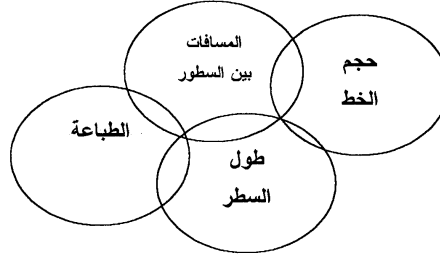 المسافات
بين السطور
حجم
الخط
الطباعة
طول
السطر